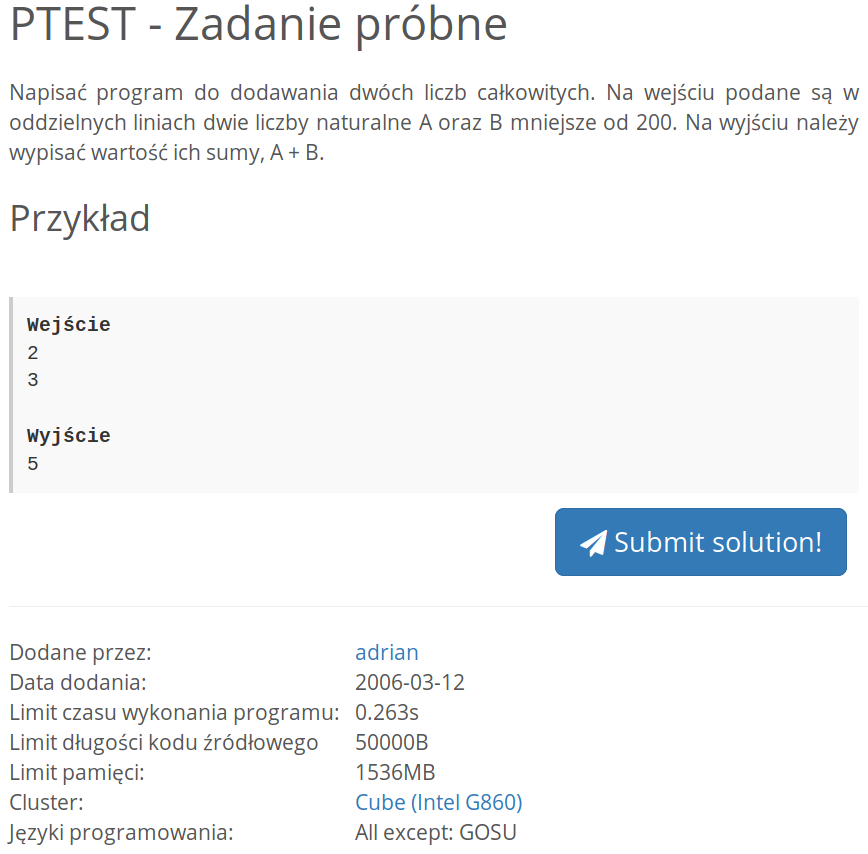 PTEST - Zadanie próbne
Napisać program do dodawania dwóch liczb całkowitych. Na wejściu podane są w
oddzielnych liniach dwie liczby naturalne A oraz B mniejsze od 200. Na wyjściu należy
wypisać wartość ich sumy, A + B.
Przykład
Wejście
2
3
Wyjście
5
Submit solution!
Dodane przez: adrian
Data dodania: 2006-03-12
Limit czasu wykonania programu: 0.263s
Limit długości kodu źródłowego 50000B
Limit pamięci: 1536MB
Cluster: Cube (Intel G860)
Języki programowania: All except: GOSU